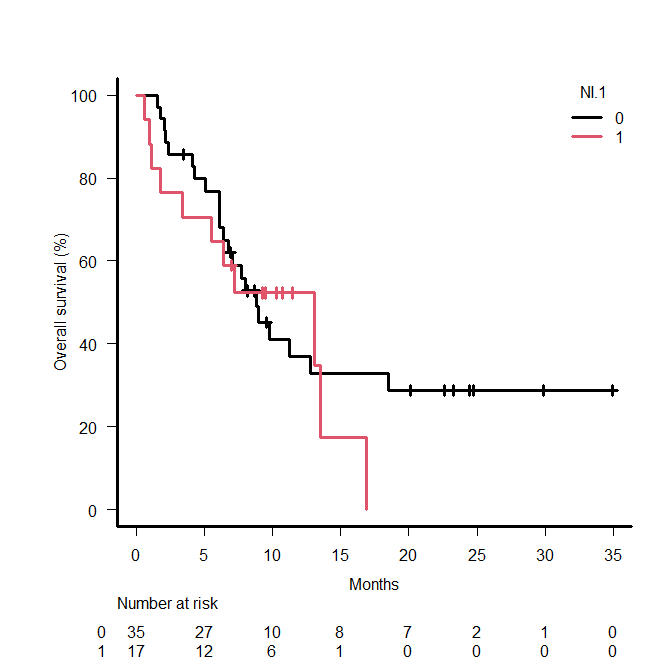 NI.1
0
1
Overall survival (%)
100
80
60
40
20
0
0 5 10 15 20 25 30 35
Months
Number at risk
0 35 27 10 8 7 2 1 0
1 17 12 6 1 0 0 0 0